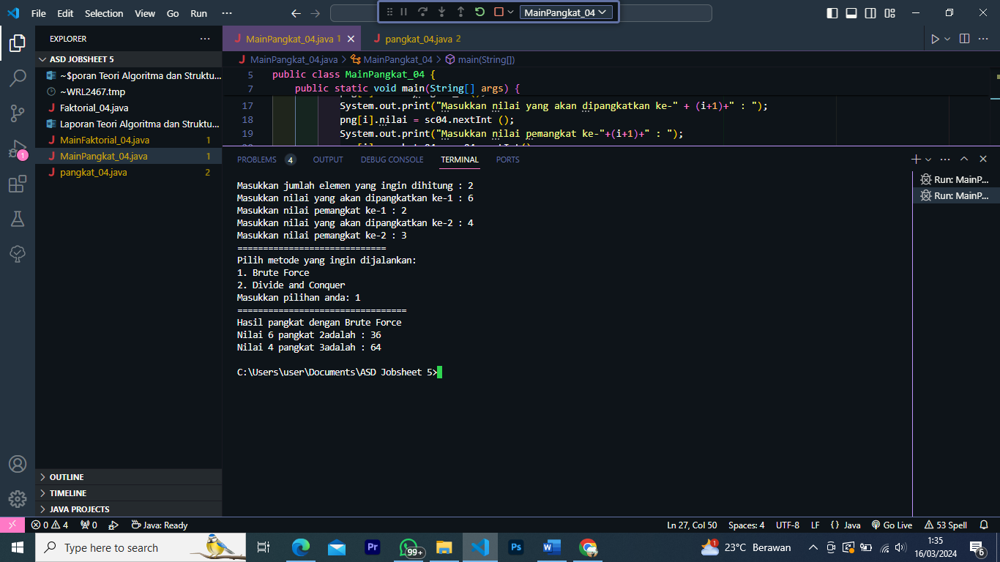 File Edit Selection View Go Run ···
MainPangkat_04
EXPLORER ···
ASD JOBSHEET 5
~$poran Teori Algoritma dan Struktu...
~WRL2467.tmp
Faktorial_04.java
Laporan Teori Algoritma dan Struktu...
MainFaktorial_04.java 1
MainPangkat_04.java 1
pangkat_04.java 2
OUTLINE
TIMELINE
JAVA PROJECTS
MainPangkat_04.java 1
pangkat_04.java 2
MainPangkat_04.java > MainPangkat_04 > main(String[])
5 public class MainPangkat_04 {
7 public static void main(String[] args) {
17 System.out.print("Masukkan nilai yang akan dipangkatkan ke-" + (i+1)+" : ");
18 png[i].nilai = sc04.nextInt ();
19 System.out.print("Masukkan nilai pemangkat ke-"+(i+1)+" : ");
PROBLEMS 4 OUTPUT DEBUG CONSOLE TERMINAL PORTS
Masukkan jumlah elemen yang ingin dihitung : 2
Masukkan nilai yang akan dipangkatkan ke-1 : 6
Masukkan nilai pemangkat ke-1 : 2
Masukkan nilai yang akan dipangkatkan ke-2 : 4
Masukkan nilai pemangkat ke-2 : 3
=============================
Pilih metode yang ingin dijalankan:
1. Brute Force
2. Divide and Conquer
Masukkan pilihan anda: 1
=================================
Hasil pangkat dengan Brute Force
Nilai 6 pangkat 2adalah : 36
Nilai 4 pangkat 3adalah : 64
C:\Users\user\Documents\ASD Jobsheet 5>
Run: MainP...
Run: MainP...
0 4 0 Java: Ready Ln 27, Col 50 Spaces: 4 UTF-8 LF {} Java Go Live 53 Spell
Type here to search
Pr
99+
Ps
1
23°C Berawan
1:35
16/03/2024
6